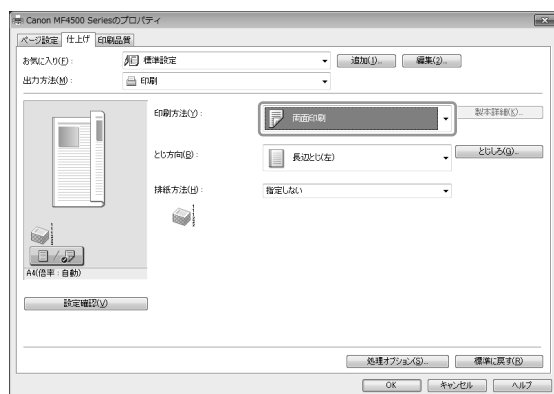 Canon MF4500 Seriesのプロパティ
ページ設定 仕上げ 印刷品質
お気に入り(F): 標準設定 追加(J)... 編集(2)...
出力方法(M): 印刷
印刷方法(Y): 両面印刷 製本詳細(K)...
とじ方向(B): 長辺とじ(左) とじしろ(G)...
排紙方法(H): 指定しない
A4(倍率:自動)
設定確認(V)
処理オプション(S)... 標準に戻す(R)
OK キャンセル ヘルプ